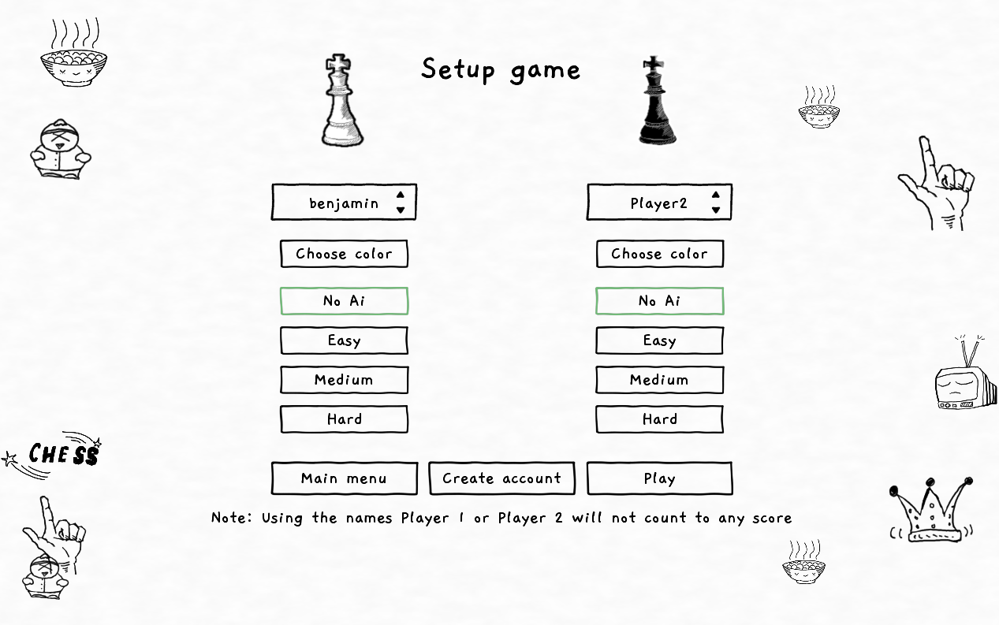 Setup game
benjamin
Player2
Choose color
Choose color
No Ai
No Ai
Easy
Easy
Medium
Medium
Hard
Hard
CHESS
Main menu
Create account
Play
Note: Using the names Player 1 or Player 2 will not count to any score